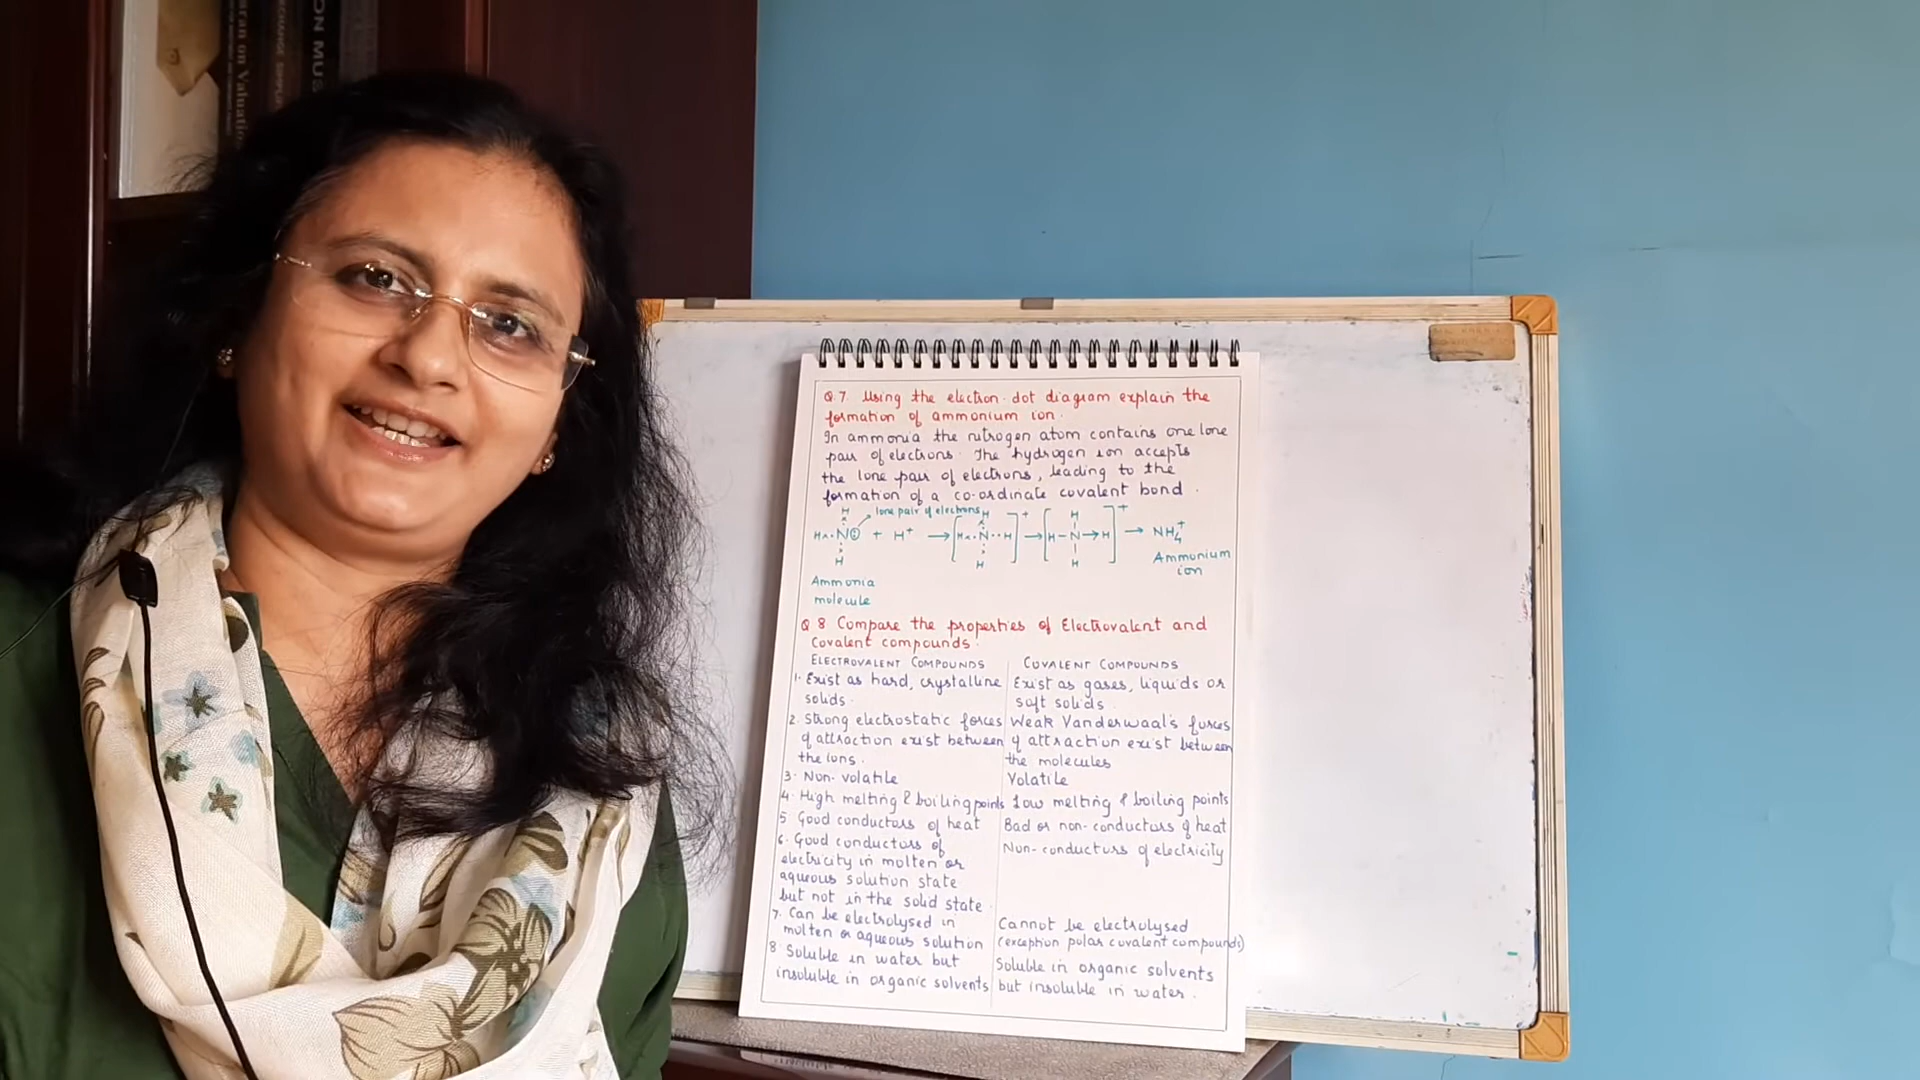 ON MUS
aran on Valuatio
Q.7 Using the electron-dot diagram explain the
formation of ammonium ion.
In ammonia the nitrogen atom contains one lone
pair of electrons. The hydrogen ion accepts
the lone pair of electrons, leading to the
formation of a co-ordinate covalent bond.
lone pair of electrons
+ H⁺ → → → NH₄⁺
Ammonia
molecule
Ammonium
ion
Q 8 Compare the properties of Electrovalent and
Covalent compounds.
ELECTROVALENT COMPOUNDS COVALENT COMPOUNDS
1. Exist as hard, crystalline
solids.
Exist as gases, liquids or
soft solids.
2. Strong electrostatic forces
of attraction exist between
the ions.
Weak Vanderwaal's forces
of attraction exist between
the molecules
3. Non-volatile
Volatile
4. High melting & boiling points
Low melting & boiling points
5. Good conductors of heat
Bad or non-conductors of heat
6. Good conductors of
electricity in molten or
aqueous solution state
but not in the solid state.
Non-conductors of electricity
7. Can be electrolysed in
molten or aqueous solution
Cannot be electrolysed
(exception polar covalent compounds)
8. Soluble in water but
insoluble in organic solvents
Soluble in organic solvents
but insoluble in water.